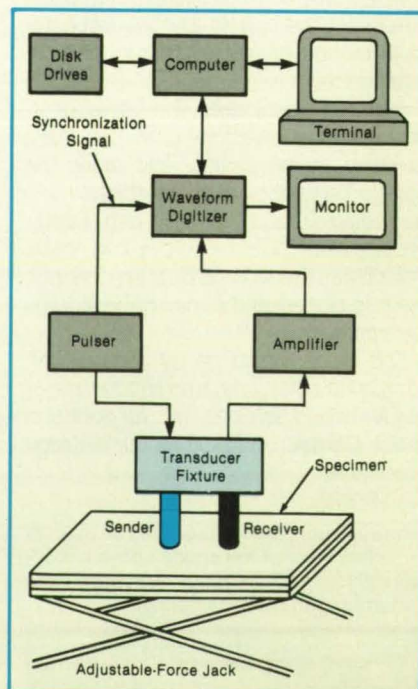 Disk
Drives
Computer
Terminal
Synchronization
Signal
Waveform
Digitizer
Monitor
Pulser
Amplifier
Transducer
Fixture
Specimen
Sender
Receiver
Adjustable-Force Jack